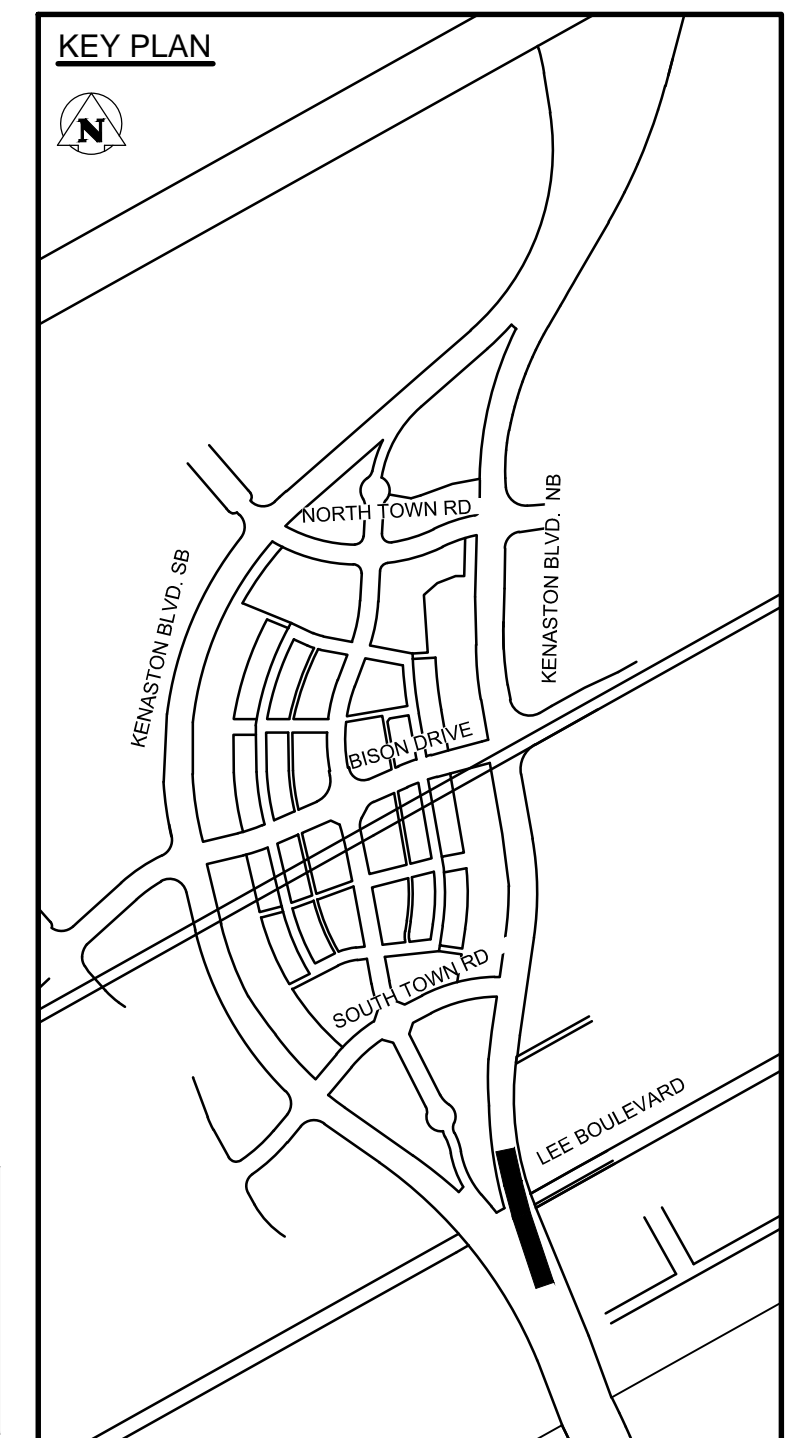 KEY PLAN
N
NORTH TOWN RD
KENASTON BLVD. NB
KENASTON BLVD. SB
BISON DRIVE
SOUTH TOWN RD
LEE BOULEVARD